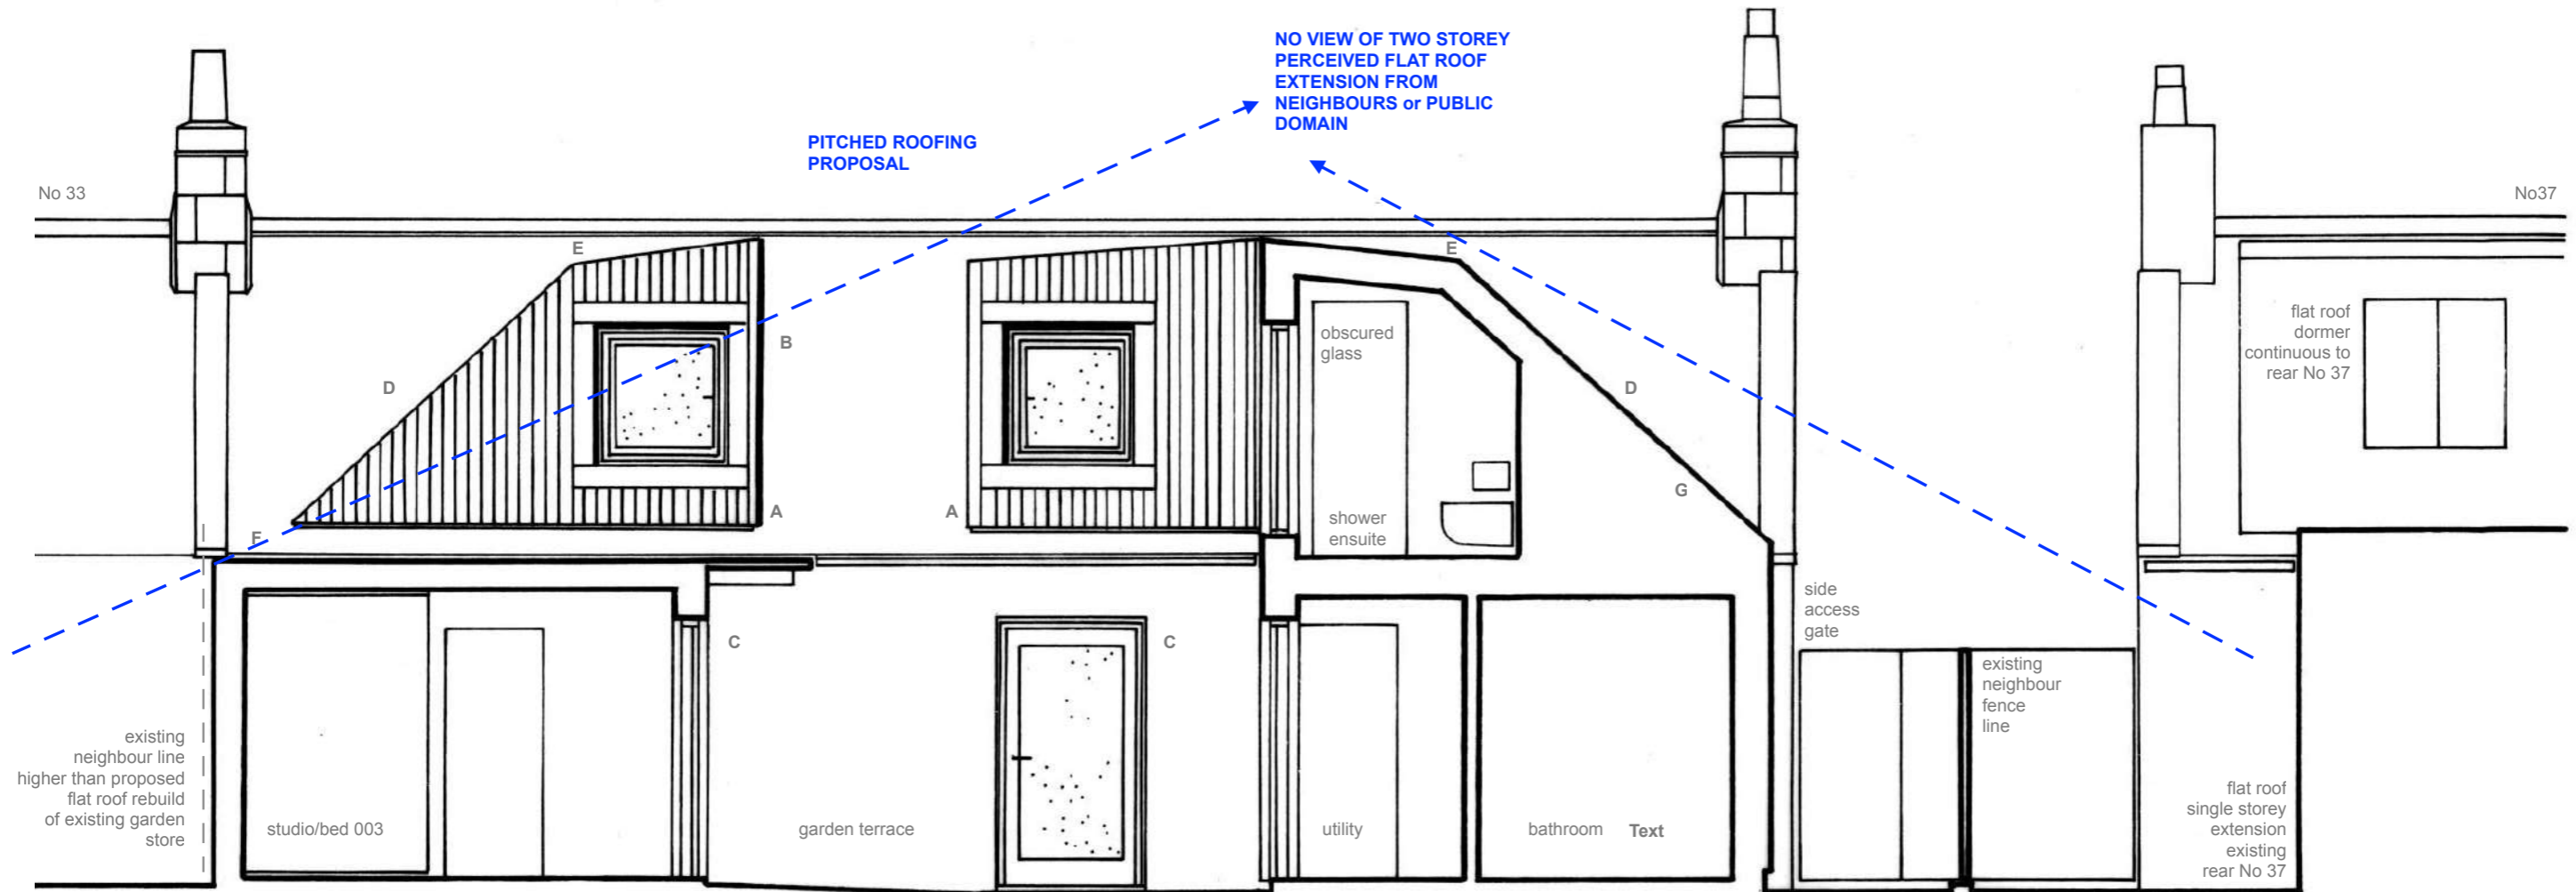 NO VIEW OF TWO STOREY
PERCEIVED FLAT ROOF
EXTENSION FROM
NEIGHBOURS or PUBLIC
DOMAIN
PITCHED ROOFING
PROPOSAL
No 33
No37
E
E
B
D
D
A
A
F
G
obscured
glass
shower
ensuite
flat roof
dormer
continuous to
rear No 37
C
C
side
access
gate
existing
neighbour
fence
line
existing
neighbour line
higher than proposed
flat roof rebuild
of existing garden
store
studio/bed 003
garden terrace
utility
bathroom
Text
flat roof
single storey
extension
existing
rear No 37